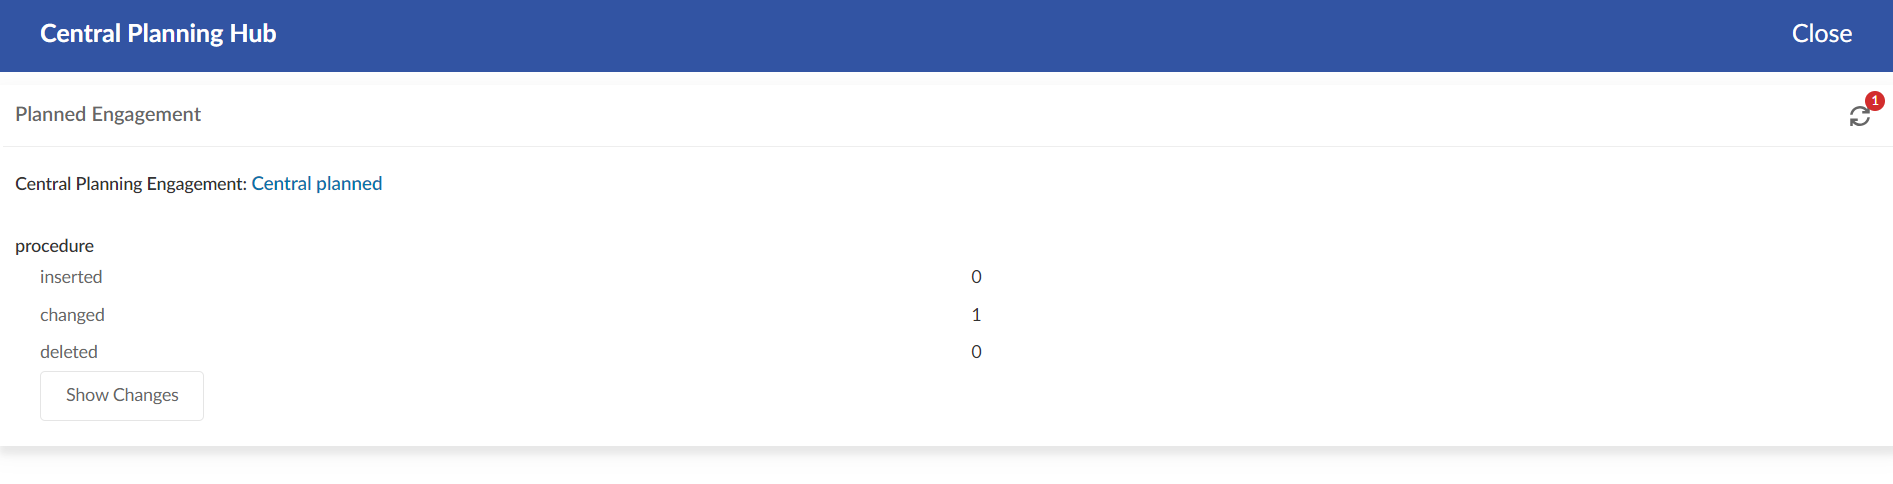 Central Planning Hub
Close
Planned Engagement
1
Central Planning Engagement: Central planned
procedure
inserted 0
changed 1
deleted 0
Show Changes